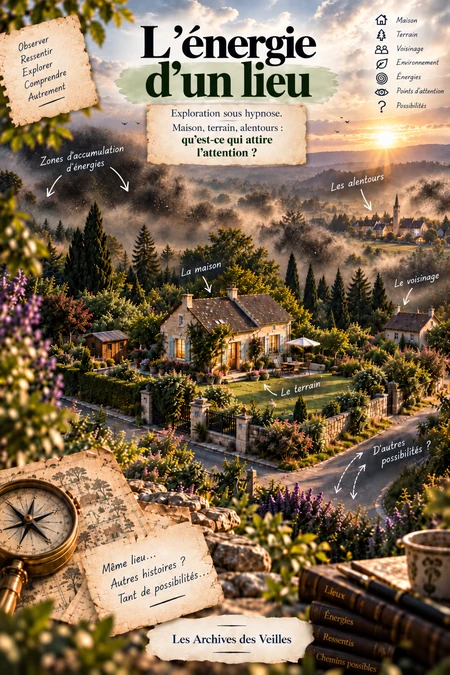 Observer
Ressentir
Explorer
Comprendre
Autrement
L'énergie
d'un lieu
Exploration sous hypnose.
Maison, terrain, alentours :
qu'est-ce qui attire
l'attention ?
Maison
Terrain
Voisinage
Environnement
Énergies
Points d'attention
? Possibilités
Zones d'accumulation
d'énergies
Les alentours
La maison
Le voisinage
Le terrain
D'autres
possibilités ?
Même lieu...
Autres histoires ?
Tant de possibilités...
Les Archives des Veilles
Lieux
Énergies
Ressentis
Chemins possibles